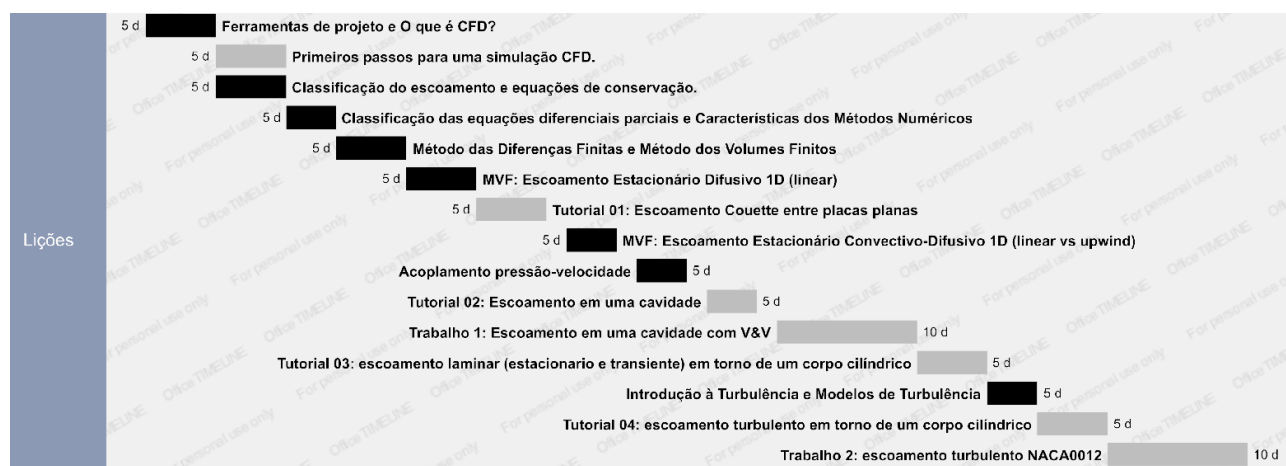 5 d Ferramentas de projeto e O que é CFD?
5 d Primeiros passos para uma simulação CFD.
5 d Classificação do escoamento e equações de conservação.
5 d Classificação das equações diferenciais parciais e Características dos Métodos Numéricos
5 d Método das Diferenças Finitas e Método dos Volumes Finitos
5 d MVF: Escoamento Estacionário Difusivo 1D (linear)
5 d Tutorial 01: Escoamento Couette entre placas planas
Lições
5 d MVF: Escoamento Estacionário Convectivo-Difusivo 1D (linear vs upwind)
Acoplamento pressão-velocidade 5 d
Tutorial 02: Escoamento em uma cavidade 5 d
Trabalho 1: Escoamento em uma cavidade com V&V 10 d
Tutorial 03: escoamento laminar (estacionario e transiente) em torno de um corpo cilíndrico 5 d
Introdução à Turbulência e Modelos de Turbulência 5 d
Tutorial 04: escoamento turbulento em torno de um corpo cilíndrico 5 d
Trabalho 2: escoamento turbulento NACA0012 10 d
For personal use only
Office TIMELINE